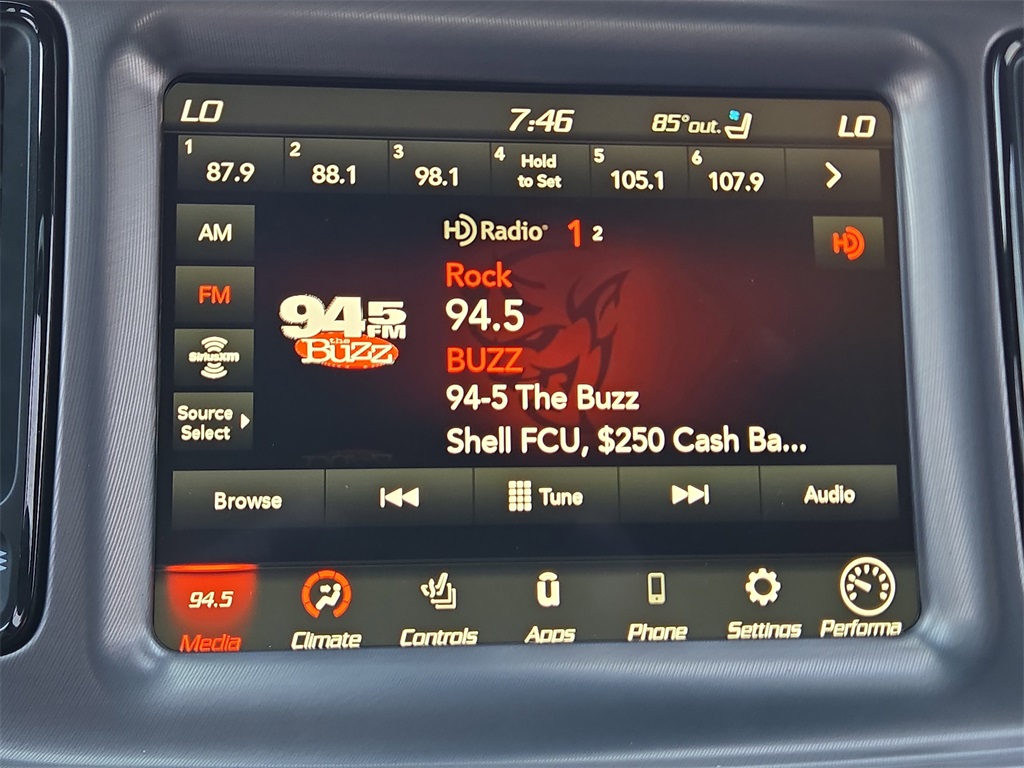 LO 7:46 85°out. LO
1 87.9 2 88.1 3 98.1 4 Hold to Set 5 105.1 6 107.9
AM
FM
SiriusXM
Source
Select
94.5 FM
the
Buzz
HD Radio 1 2
HD
Rock
94.5
BUZZ
94-5 The Buzz
Shell FCU, $250 Cash Ba...
Browse Tune Audio
94.5
Media Climate Controls Apps Phone Settings Performa